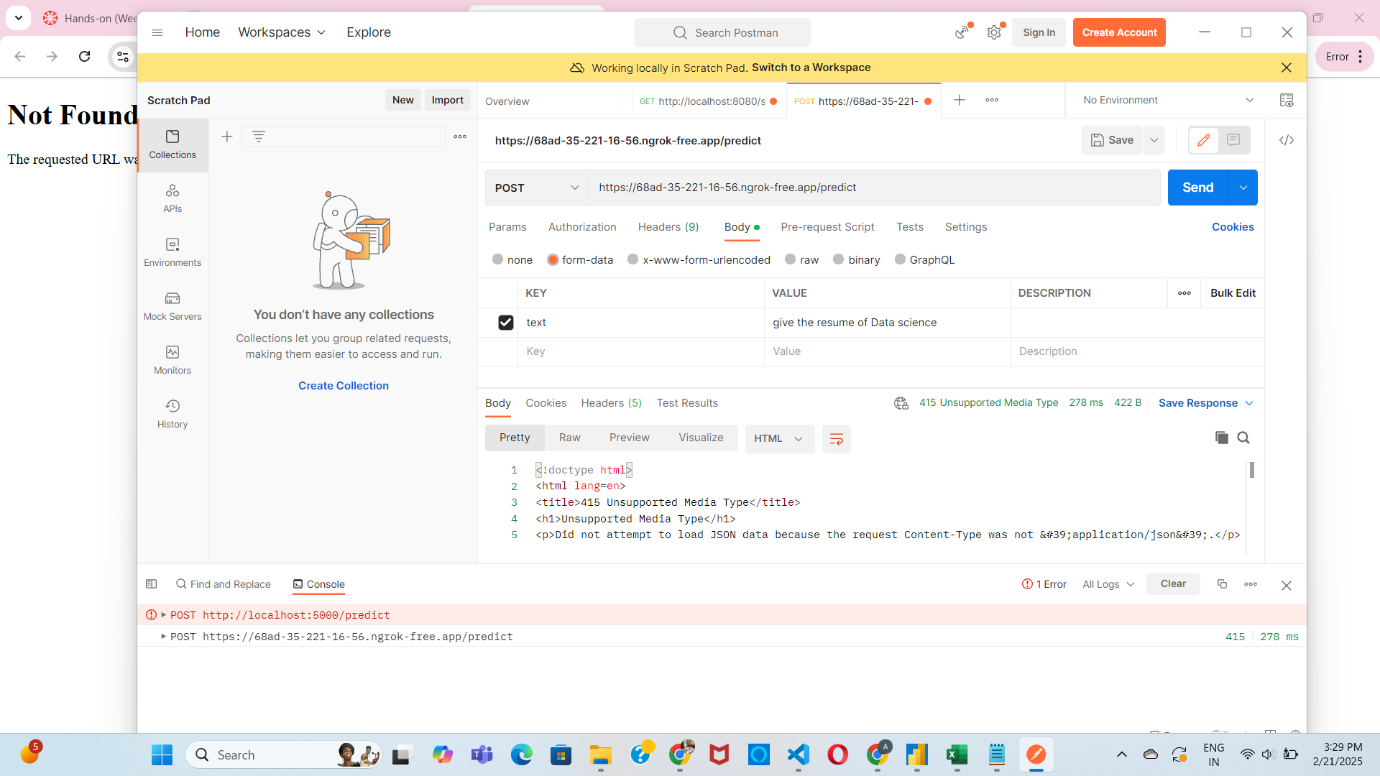 Hands-on (Wee
Home Workspaces Explore
Search Postman
Sign In Create Account
Error
Working locally in Scratch Pad. Switch to a Workspace
Not Found
The requested URL wa
Scratch Pad New Import
Overview GET http://localhost:8080/s POST https://68ad-35-221- No Environment
Collections
APIs
Environments
Mock Servers
Monitors
History
You don't have any collections
Collections let you group related requests,
making them easier to access and run.
Create Collection
https://68ad-35-221-16-56.ngrok-free.app/predict Save
POST https://68ad-35-221-16-56.ngrok-free.app/predict Send
Params Authorization Headers (9) Body Pre-request Script Tests Settings Cookies
none form-data x-www-form-urlencoded raw binary GraphQL
KEY VALUE DESCRIPTION Bulk Edit
text give the resume of Data science
Key Value Description
Body Cookies Headers (5) Test Results 415 Unsupported Media Type 278 ms 422 B Save Response
Pretty Raw Preview Visualize HTML
1 <!doctype html>
2 <html lang=en>
3 <title>415 Unsupported Media Type</title>
4 <h1>Unsupported Media Type</h1>
5 <p>Did not attempt to load JSON data because the request Content-Type was not &#39;application/json&#39;.</p>
Find and Replace Console 1 Error All Logs Clear
POST http://localhost:5000/predict
POST https://68ad-35-221-16-56.ngrok-free.app/predict 415 278 ms
5
Search
A
ENG
IN
3:29 PM
2/21/2025